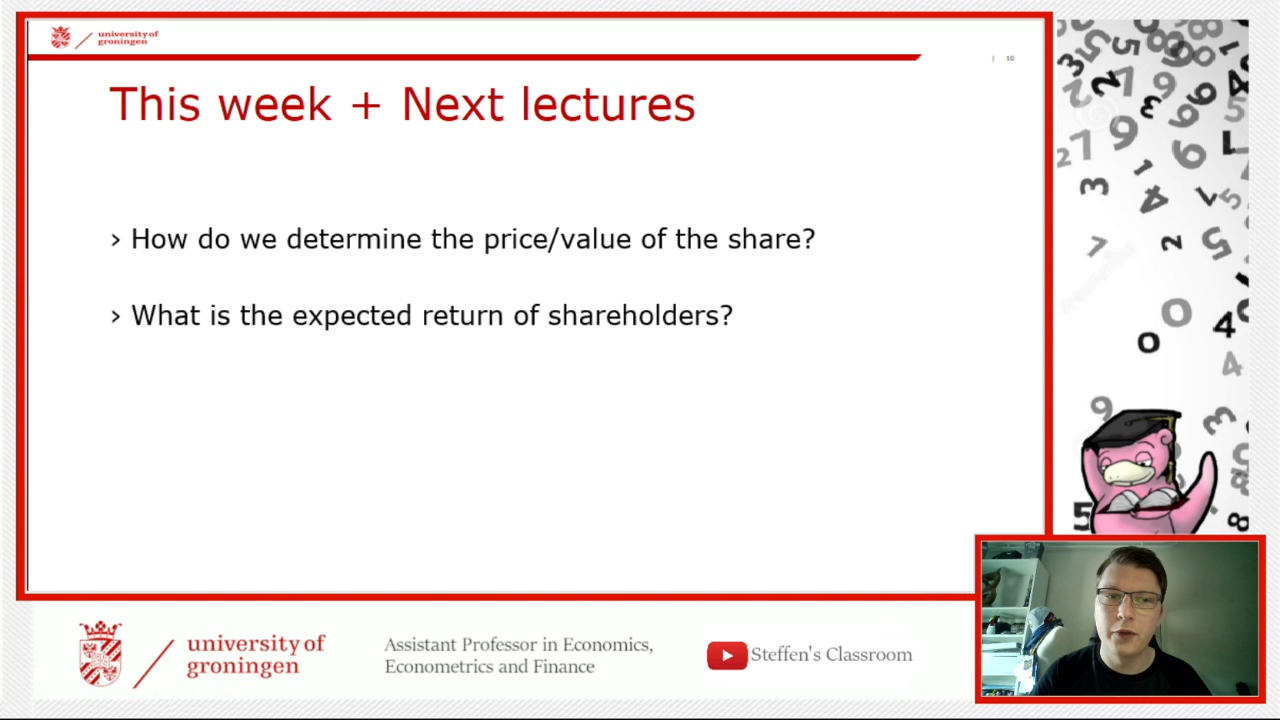 university of
groningen
| 10
This week + Next lectures
› How do we determine the price/value of the share?
› What is the expected return of shareholders?
university of
groningen
Assistant Professor in Economics,
Econometrics and Finance
Steffen's Classroom